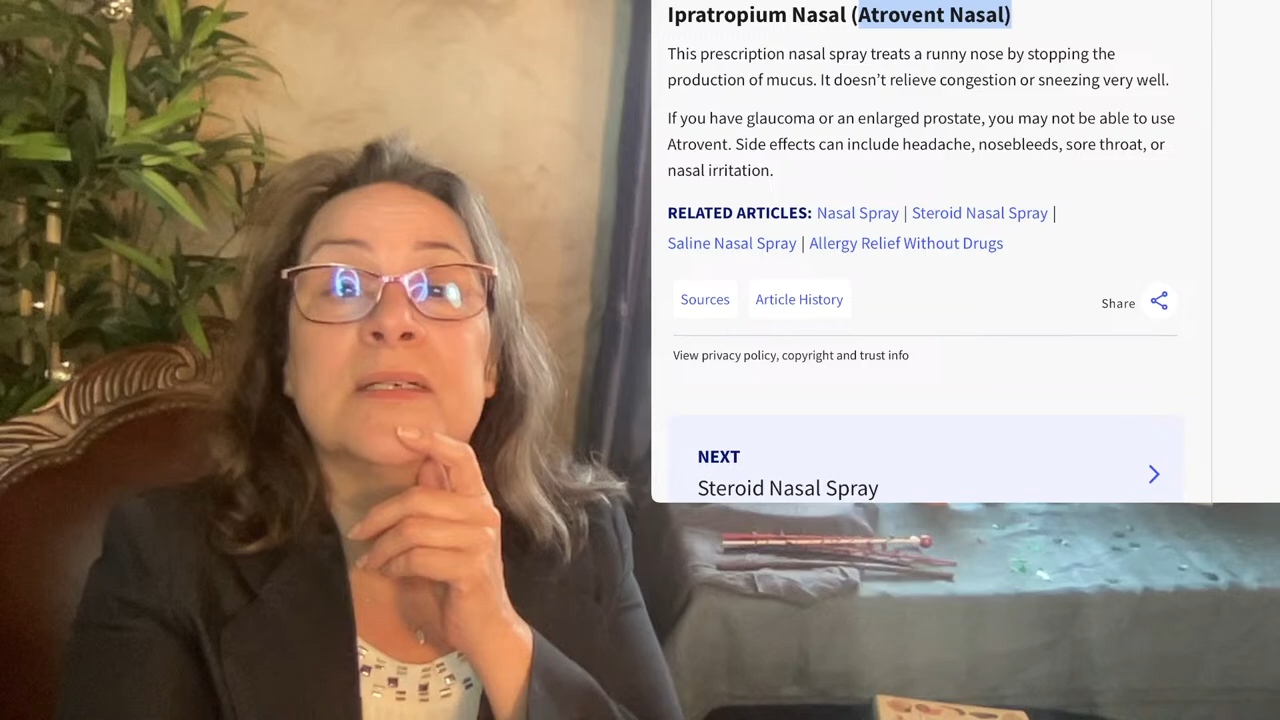 Ipratropium Nasal (Atrovent Nasal)
This prescription nasal spray treats a runny nose by stopping the
production of mucus. It doesn’t relieve congestion or sneezing very well.
If you have glaucoma or an enlarged prostate, you may not be able to use
Atrovent. Side effects can include headache, nosebleeds, sore throat, or
nasal irritation.
RELATED ARTICLES: Nasal Spray | Steroid Nasal Spray |
Saline Nasal Spray | Allergy Relief Without Drugs
Sources Article History Share
View privacy policy, copyright and trust info
NEXT
Steroid Nasal Spray